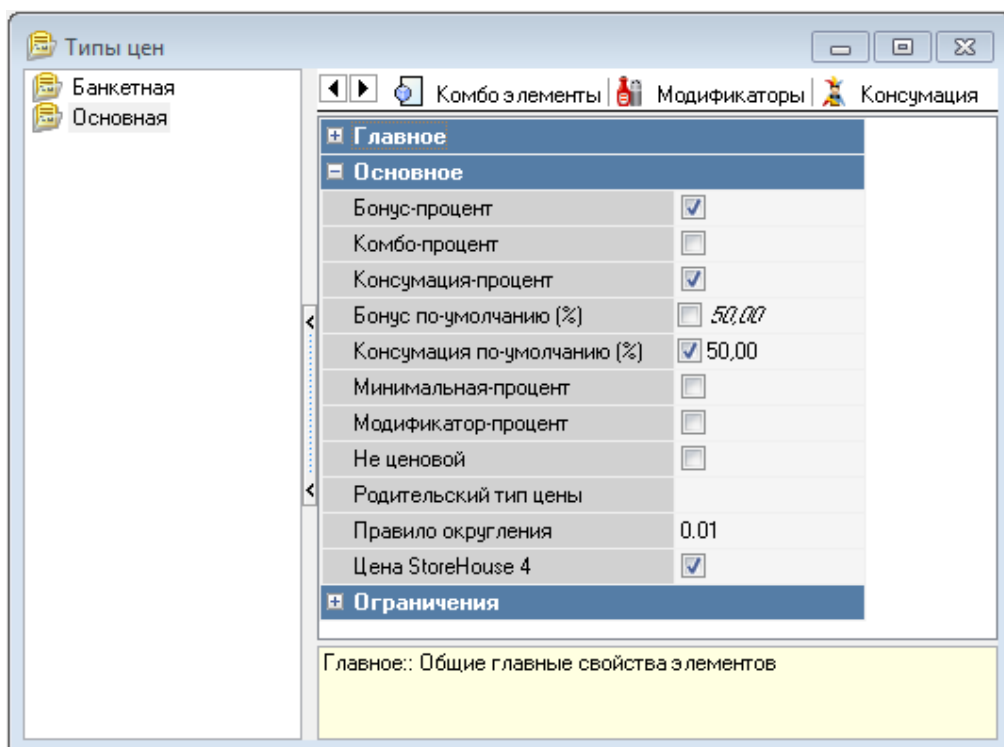 Типы цен
Банкетная
Основная
Комбо элементы Модификаторы Консумация
Главное
Основное
Бонус-процент
Комбо-процент
Консумация-процент
Бонус по-умолчанию (%) 50,00
Консумация по-умолчанию (%) 50,00
Минимальная-процент
Модификатор-процент
Не ценовой
Родительский тип цены
Правило округления 0.01
Цена StoreHouse 4
Ограничения
Главное:: Общие главные свойства элементов